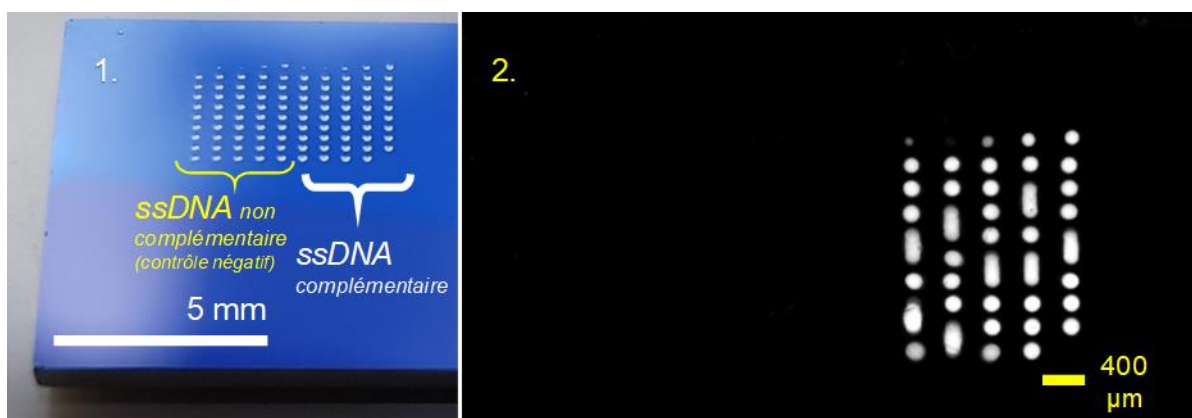 1.
ssDNA non
complémentaire
(contrôle négatif)
ssDNA
complémentaire
5 mm
2.
400
µm